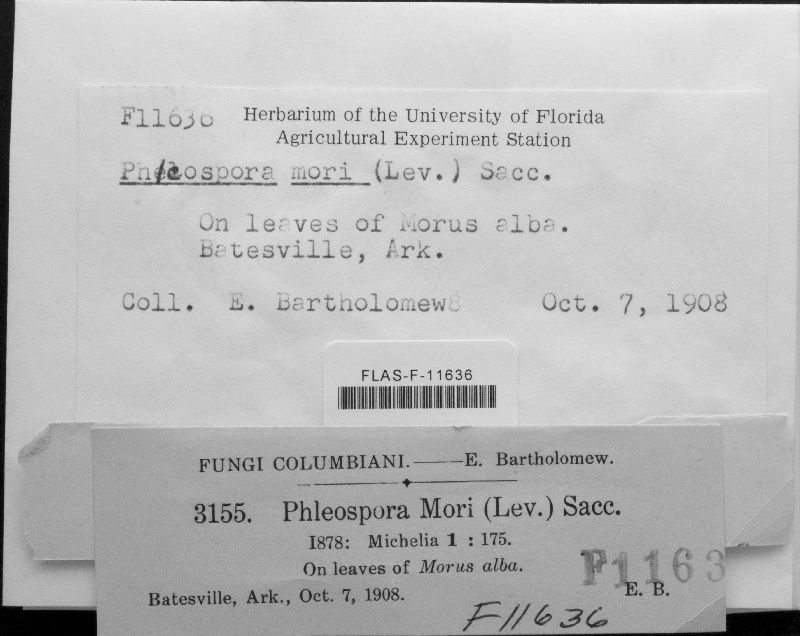 F11636 Herbarium of the University of Florida
Agricultural Experiment Station
Phleospora mori (Lev.) Sacc.
On leaves of Morus alba.
Batesville, Ark.
Coll. E. Bartholomews Oct. 7, 1908
FLAS-F-11636
FUNGI COLUMBIANI.——E. Bartholomew.
3155. Phleospora Mori (Lev.) Sacc.
1878: Michelia 1 : 175.
On leaves of Morus alba.
F1163
E. B.
Batesville, Ark., Oct. 7, 1908.
F11636